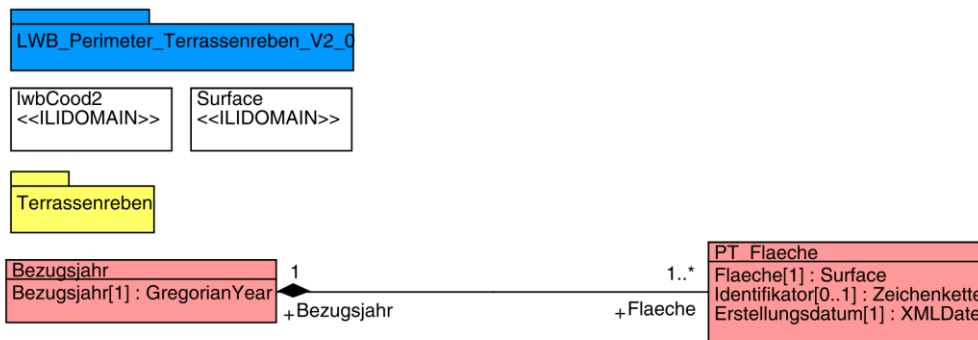 LWB_Perimeter_Terrassenreben_V2_0
lwbCood2
<<ILIDOMAIN>>
Surface
<<ILIDOMAIN>>
Terrassenreben
Bezugsjahr
Bezugsjahr[1] : GregorianYear
1
+Bezugsjahr
1..*
+Flaeche
PT_Flaeche
Flaeche[1] : Surface
Identifikator[0..1] : Zeichenkette
Erstellungsdatum[1] : XMLDate